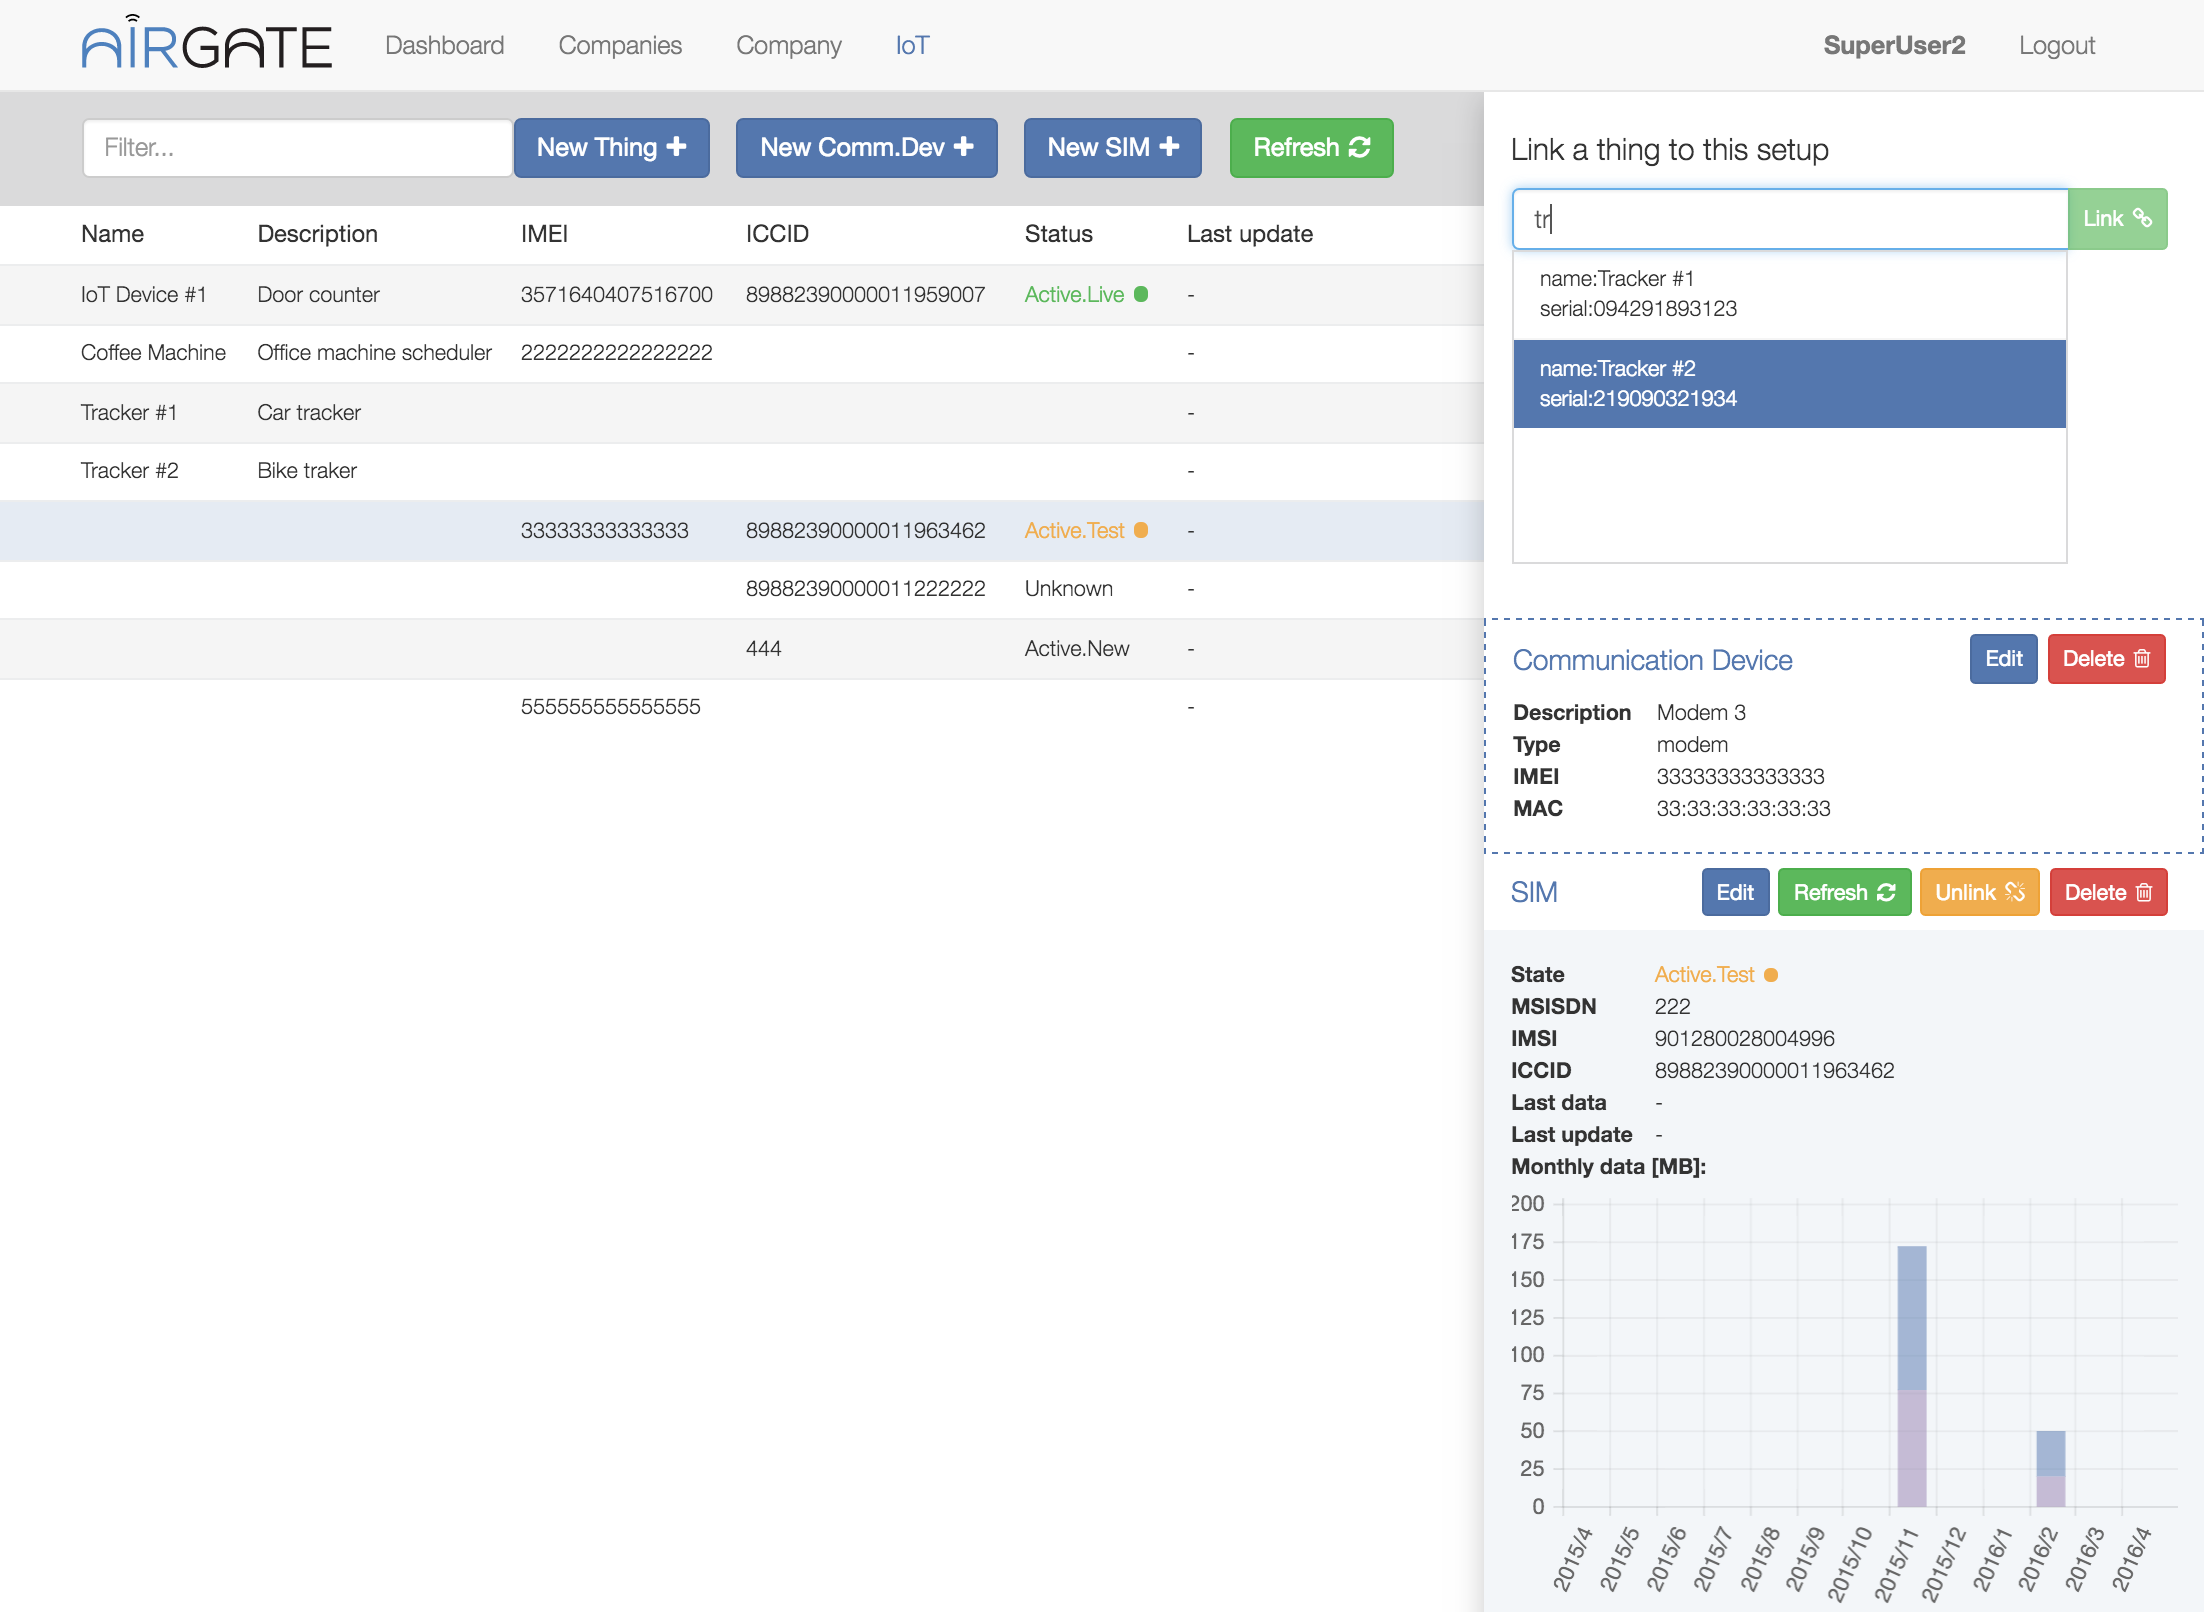 AIRGATE Dashboard Companies Company IoT SuperUser2 Logout
Filter... New Thing New Comm.Dev New SIM Refresh
Name Description IMEI ICCID Status Last update
IoT Device #1 Door counter 3571640407516700 89882390000011959007 Active.Live -
Coffee Machine Office machine scheduler 2222222222222222 -
Tracker #1 Car tracker -
Tracker #2 Bike traker -
33333333333333 89882390000011963462 Active.Test -
89882390000011222222 Unknown -
444 Active.New -
555555555555555 -
Link a thing to this setup
tr Link
name:Tracker #1
serial:094291893123
name:Tracker #2
serial:219090321934
Communication Device Edit Delete
Description Modem 3
Type modem
IMEI 33333333333333
MAC 33:33:33:33:33:33
SIM Edit Refresh Unlink Delete
State Active.Test
MSISDN 222
IMSI 901280028004996
ICCID 89882390000011963462
Last data -
Last update -
Monthly data [MB]:
200
175
150
125
100
75
50
25
0
2015/4 2015/5 2015/6 2015/7 2015/8 2015/9 2015/10 2015/11 2015/12 2016/1 2016/2 2016/3 2016/4